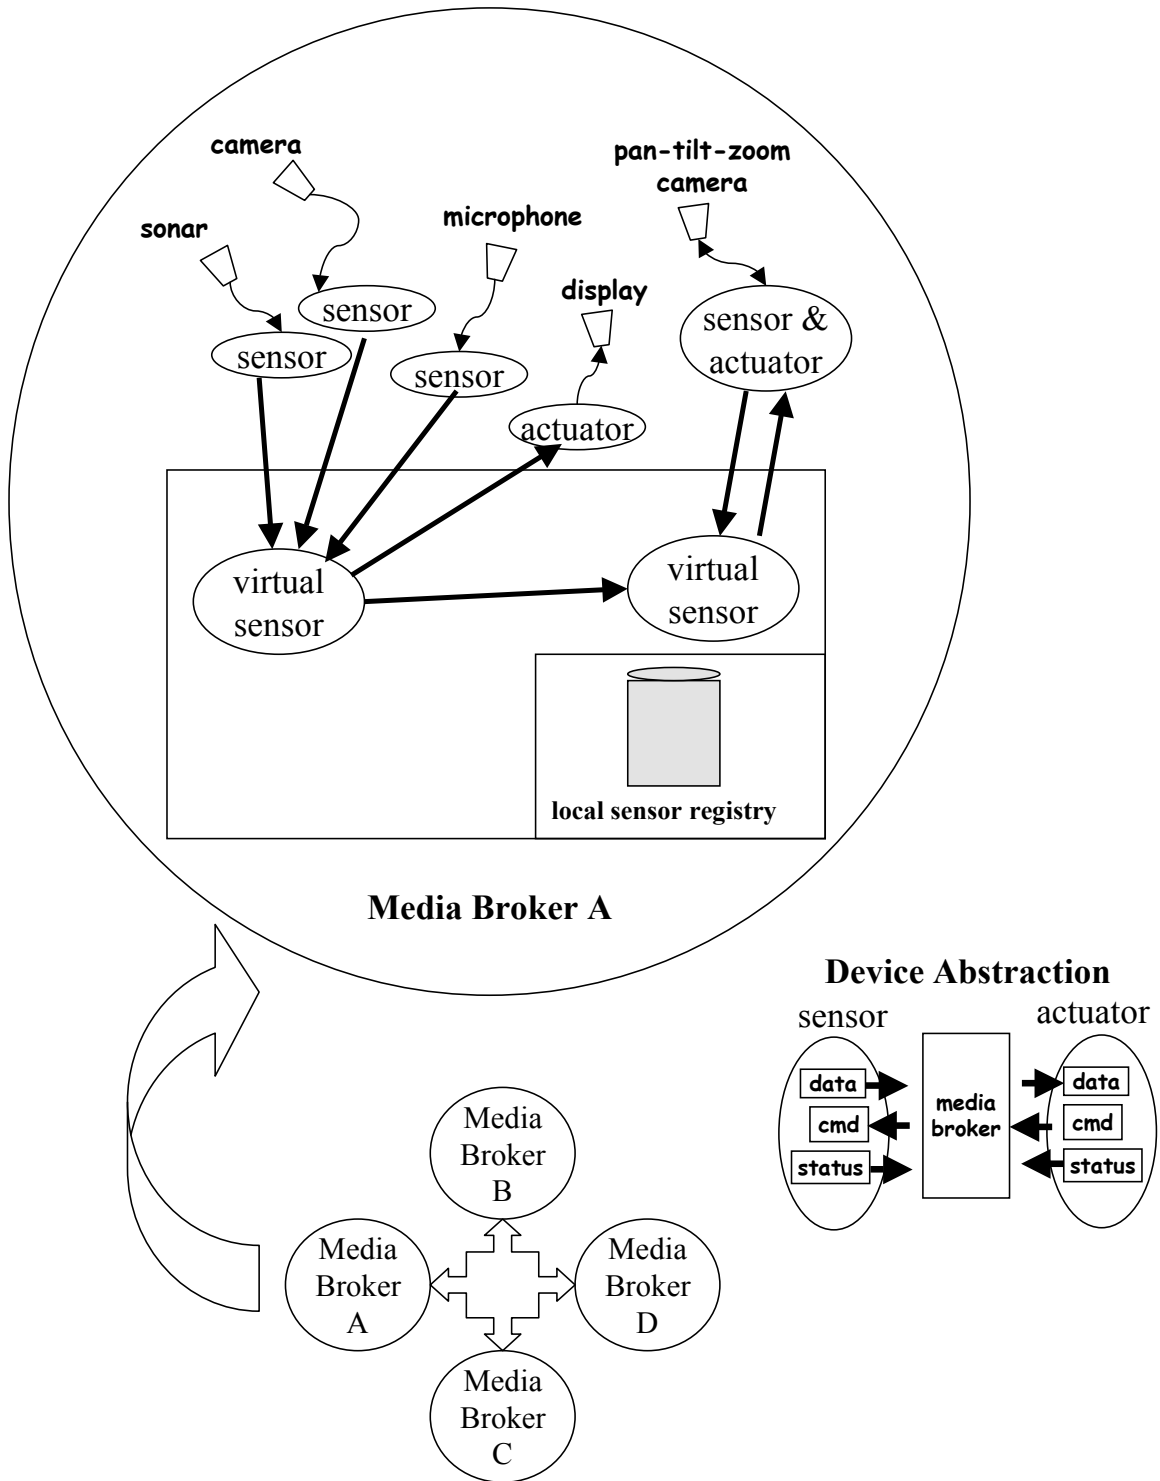 camera
pan-tilt-zoom
camera
sonar
microphone
display
sensor
sensor
sensor
actuator
sensor &
actuator
virtual
sensor
virtual
sensor
local sensor registry
Media Broker A
Device Abstraction
sensor
actuator
data
cmd
status
media
broker
data
cmd
status
Media
Broker
B
Media
Broker
A
Media
Broker
D
Media
Broker
C